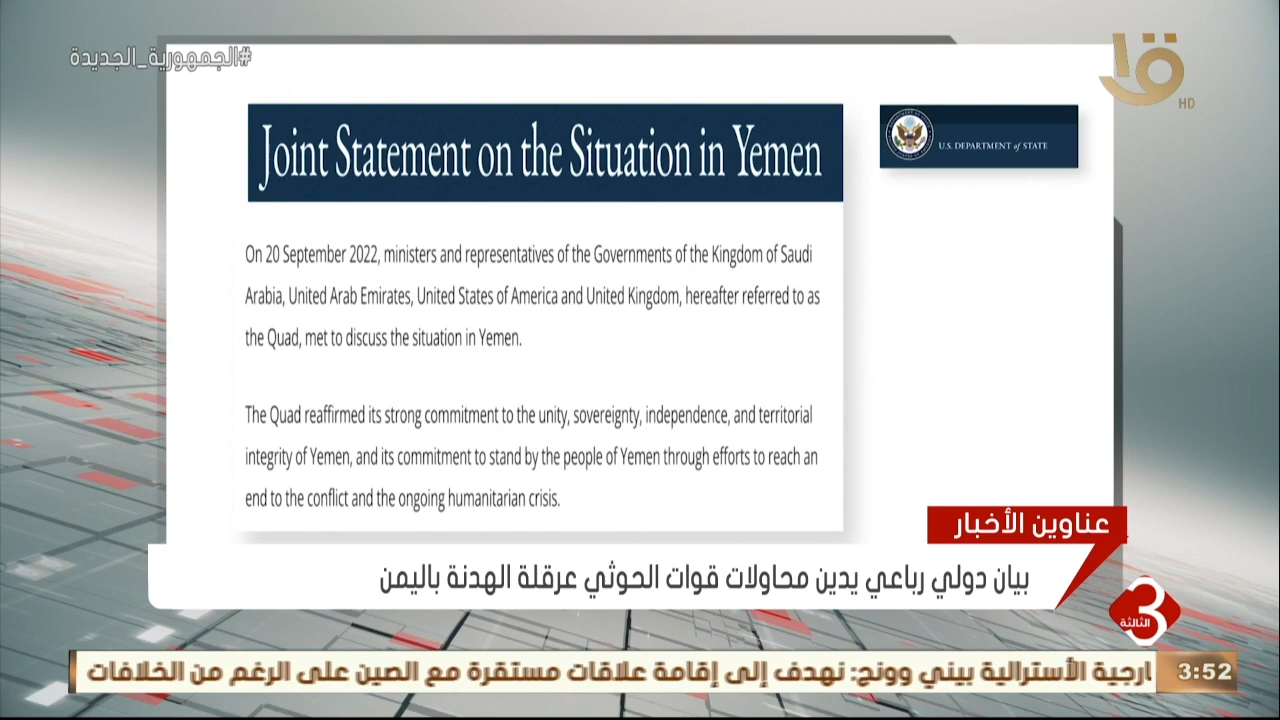 #الجمهورية_الجديدة
HD
Joint Statement on the Situation in Yemen
U.S. DEPARTMENT of STATE
On 20 September 2022, ministers and representatives of the Governments of the Kingdom of Saudi
Arabia, United Arab Emirates, United States of America and United Kingdom, hereafter referred to as
the Quad, met to discuss the situation in Yemen.
The Quad reaffirmed its strong commitment to the unity, sovereignty, independence, and territorial
integrity of Yemen, and its commitment to stand by the people of Yemen through efforts to reach an
end to the conflict and the ongoing humanitarian crisis.
عناوين الأخبار
بيان دولي رباعي يدين محاولات قوات الحوثي عرقلة الهدنة باليمن
3
الثالثة
ارجية الأسترالية بيني وونج: نهدف إلى إقامة علاقات مستقرة مع الصين على الرغم من الخلافات
3:52